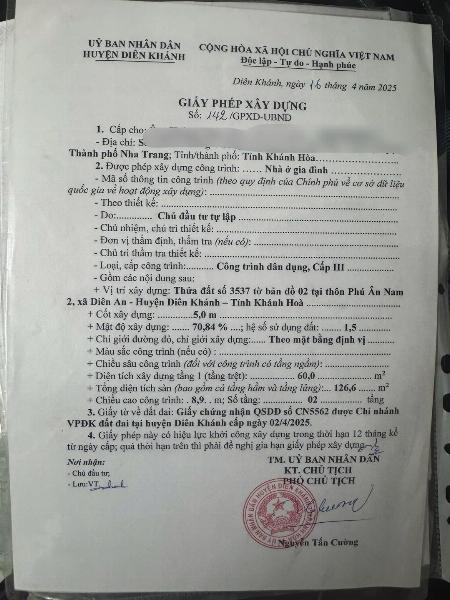 ỦY BAN NHÂN DÂN
HUYỆN DIÊN KHÁNH
CỘNG HÒA XÃ HỘI CHỦ NGHĨA VIỆT NAM
Độc lập - Tự do - Hạnh phúc
Diên Khánh, ngày 16 tháng 4 năm 2025
GIẤY PHÉP XÂY DỰNG
Số: 142/GPXD-UBND
1. Cấp cho:
- Địa chỉ: S.
Thành phố Nha Trang; Tỉnh/thành phố: Tỉnh Khánh Hòa
2. Được phép xây dựng công trình: ...... Nhà ở gia đình
- Mã số thông tin công trình (theo quy định của Chính phủ về cơ sở dữ liệu
quốc gia về hoạt động xây dựng):
- Theo thiết kế:
- Do: Chủ đầu tư tự lập
- Chủ nhiệm, chủ trì thiết kế:
- Đơn vị thẩm định, thẩm tra (nếu có):
- Chủ trì thẩm tra thiết kế:
- Loại, cấp công trình: Công trình dân dụng, Cấp III
- Gồm các nội dung sau:
+ Vị trí xây dựng: Thửa đất số 3537 tờ bản đồ 02 tại thôn Phú Ân Nam
2, xã Diên An - Huyện Diên Khánh – Tỉnh Khánh Hoà
+ Cốt xây dựng: 5,0 m
+ Mật độ xây dựng: 70,84 % ....; hệ số sử dụng đất: 1,5
+ Chỉ giới đường đỏ, chỉ giới xây dựng: Theo mặt bằng định vị
+ Màu sắc công trình (nếu có) :
+ Chiều sâu công trình (đối với công trình có tầng hầm):
+ Diện tích xây dựng tầng 1 (tầng trệt): 60,0 m²
+ Tổng diện tích sàn (bao gồm cả tầng hầm và tầng lửng): 126,6 m²
+ Chiều cao công trình: 8,9. . m; Số tầng: 02 tầng
3. Giấy tờ về đất đai: Giấy chứng nhận QSDĐ số CN5562 được Chi nhánh
VPĐK đất đai tại huyện Diên Khánh cấp ngày 02/4/2025.
4. Giấy phép này có hiệu lực khởi công xây dựng trong thời hạn 12 tháng kể
từ ngày cấp; quá thời hạn trên thì phải đề nghị gia hạn giấy phép xây dựng
Nơi nhận:
- Chủ đầu tư;
- Lưu:VT.
TM. UỶ BAN NHÂN DÂN
KT. CHỦ TỊCH
PHÓ CHỦ TỊCH
Nguyễn Tấn Cường